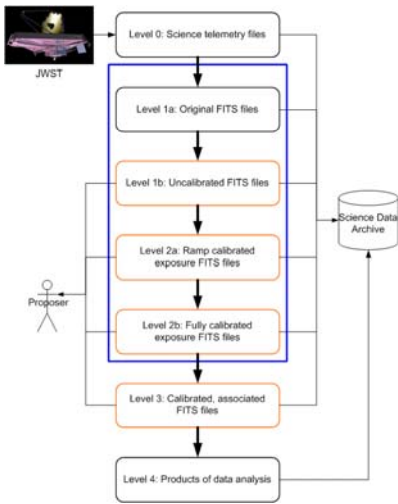 JWST
Level 0: Science telemetry files
Level 1a: Original FITS files
Level 1b: Uncalibrated FITS files
Level 2a: Ramp calibrated
exposure FITS files
Level 2b: Fully calibrated
exposure FITS files
Level 3: Calibrated, associated
FITS files
Level 4: Products of data analysis
Proposer
Science Data
Archive